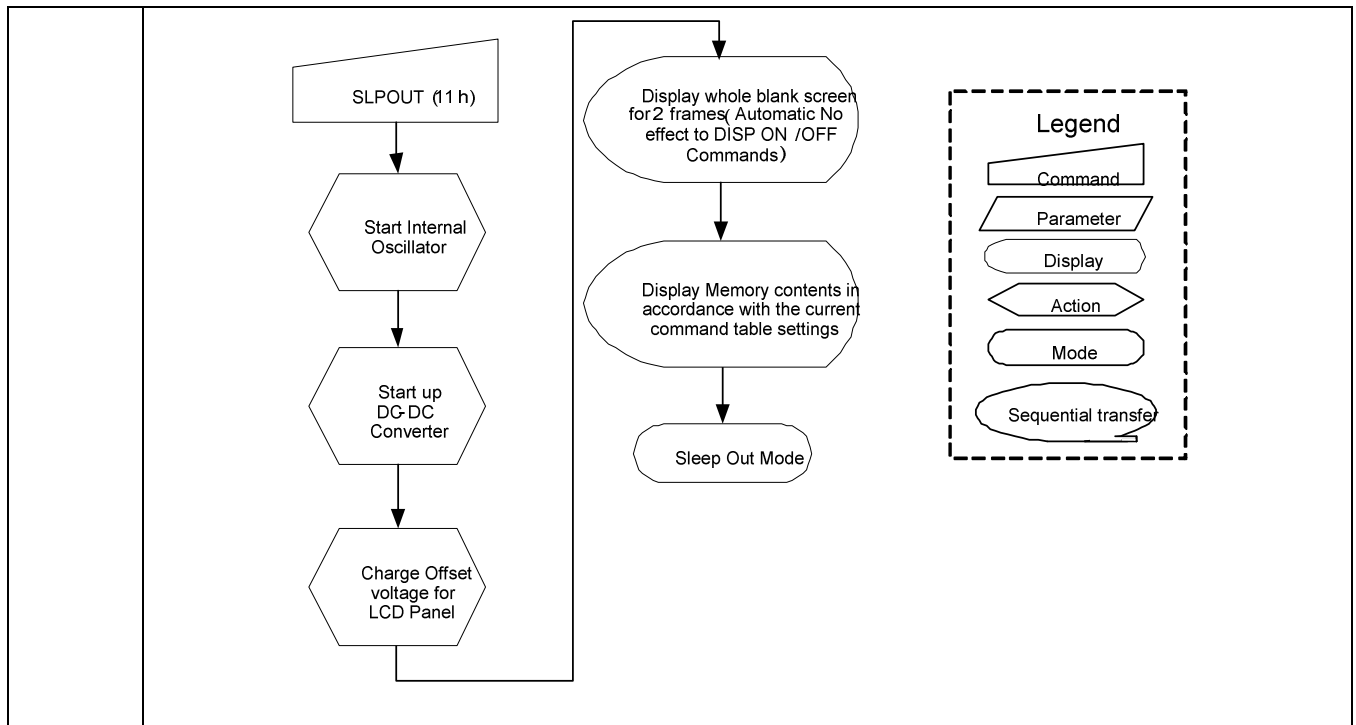 SLPOUT (11h)
Start Internal
Oscillator
Start up
DC-DC
Converter
Charge Offset
voltage for
LCD Panel
Display whole blank screen
for 2 frames( Automatic No
effect to DISP ON /OFF
Commands)
Display Memory contents in
accordance with the current
command table settings
Sleep Out Mode
Legend
Command
Parameter
Display
Action
Mode
Sequential transfer